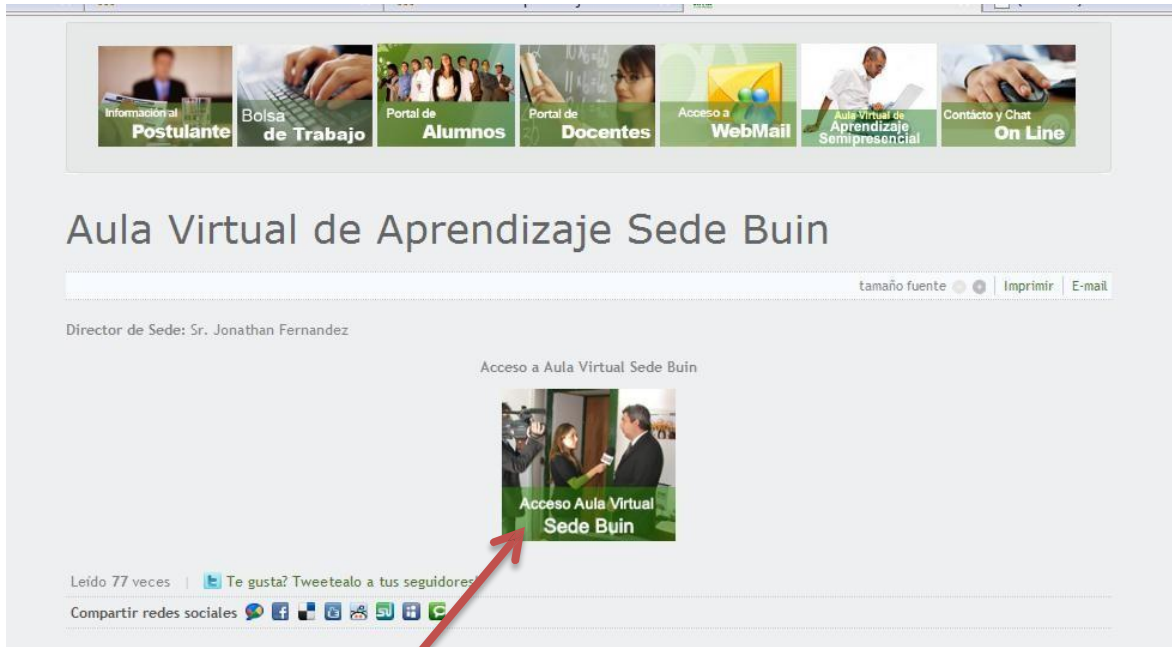 Información al
Postulante
Bolsa
de Trabajo
Portal de
Alumnos
Portal de
Docentes
Acceso a
WebMail
Aula Virtual de
Aprendizaje
Semipresencial
Contácto y Chat
On Line
Aula Virtual de Aprendizaje Sede Buin
tamaño fuente | Imprimir | E-mail
Director de Sede: Sr. Jonathan Fernandez
Acceso a Aula Virtual Sede Buin
Acceso Aula Virtual
Sede Buin
Leído 77 veces | Te gusta? Tweetealo a tus seguidores!
Compartir redes sociales